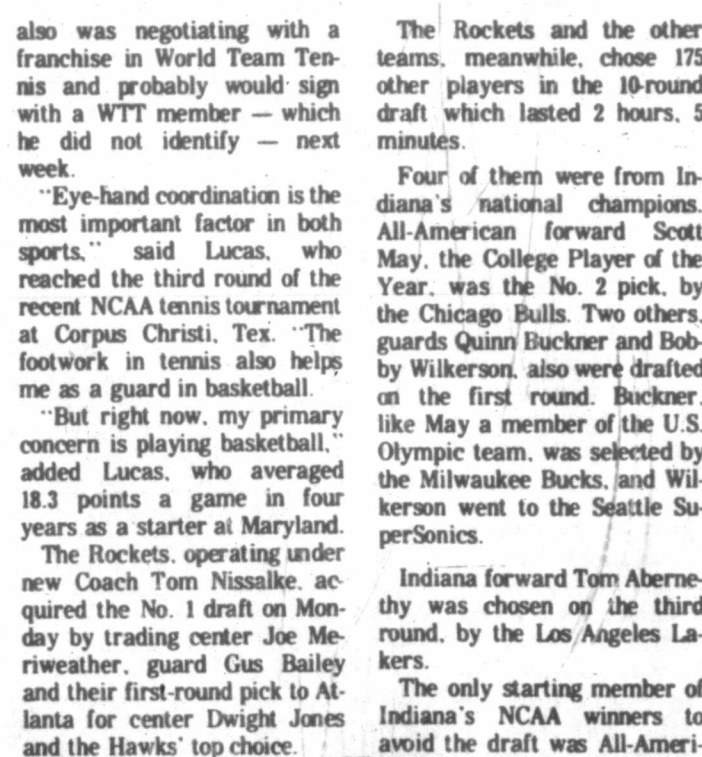 also was negotiating with a
franchise in World Team Ten-
nis and probably would sign
with a WTT member — which
he did not identify — next
week.
"Eye-hand coordination is the
most important factor in both
sports," said Lucas, who
reached the third round of the
recent NCAA tennis tournament
at Corpus Christi, Tex. "The
footwork in tennis also helps
me as a guard in basketball.
"But right now, my primary
concern is playing basketball,"
added Lucas, who averaged
18.3 points a game in four
years as a starter at Maryland.
The Rockets, operating under
new Coach Tom Nissalke, ac-
quired the No. 1 draft on Mon-
day by trading center Joe Me-
riweather, guard Gus Bailey
and their first-round pick to At-
lanta for center Dwight Jones
and the Hawks' top choice.
The Rockets and the other
teams, meanwhile, chose 175
other players in the 10-round
draft which lasted 2 hours, 5
minutes.
Four of them were from In-
diana's national champions.
All-American forward Scott
May, the College Player of the
Year, was the No. 2 pick, by
the Chicago Bulls. Two others,
guards Quinn Buckner and Bob-
by Wilkerson, also were drafted
on the first round. Buckner,
like May a member of the U.S.
Olympic team, was selected by
the Milwaukee Bucks, and Wil-
kerson went to the Seattle Su-
perSonics.
Indiana forward Tom Aberne-
thy was chosen on the third
round, by the Los Angeles La-
kers.
The only starting member of
Indiana's NCAA winners to
avoid the draft was All-Ameri-